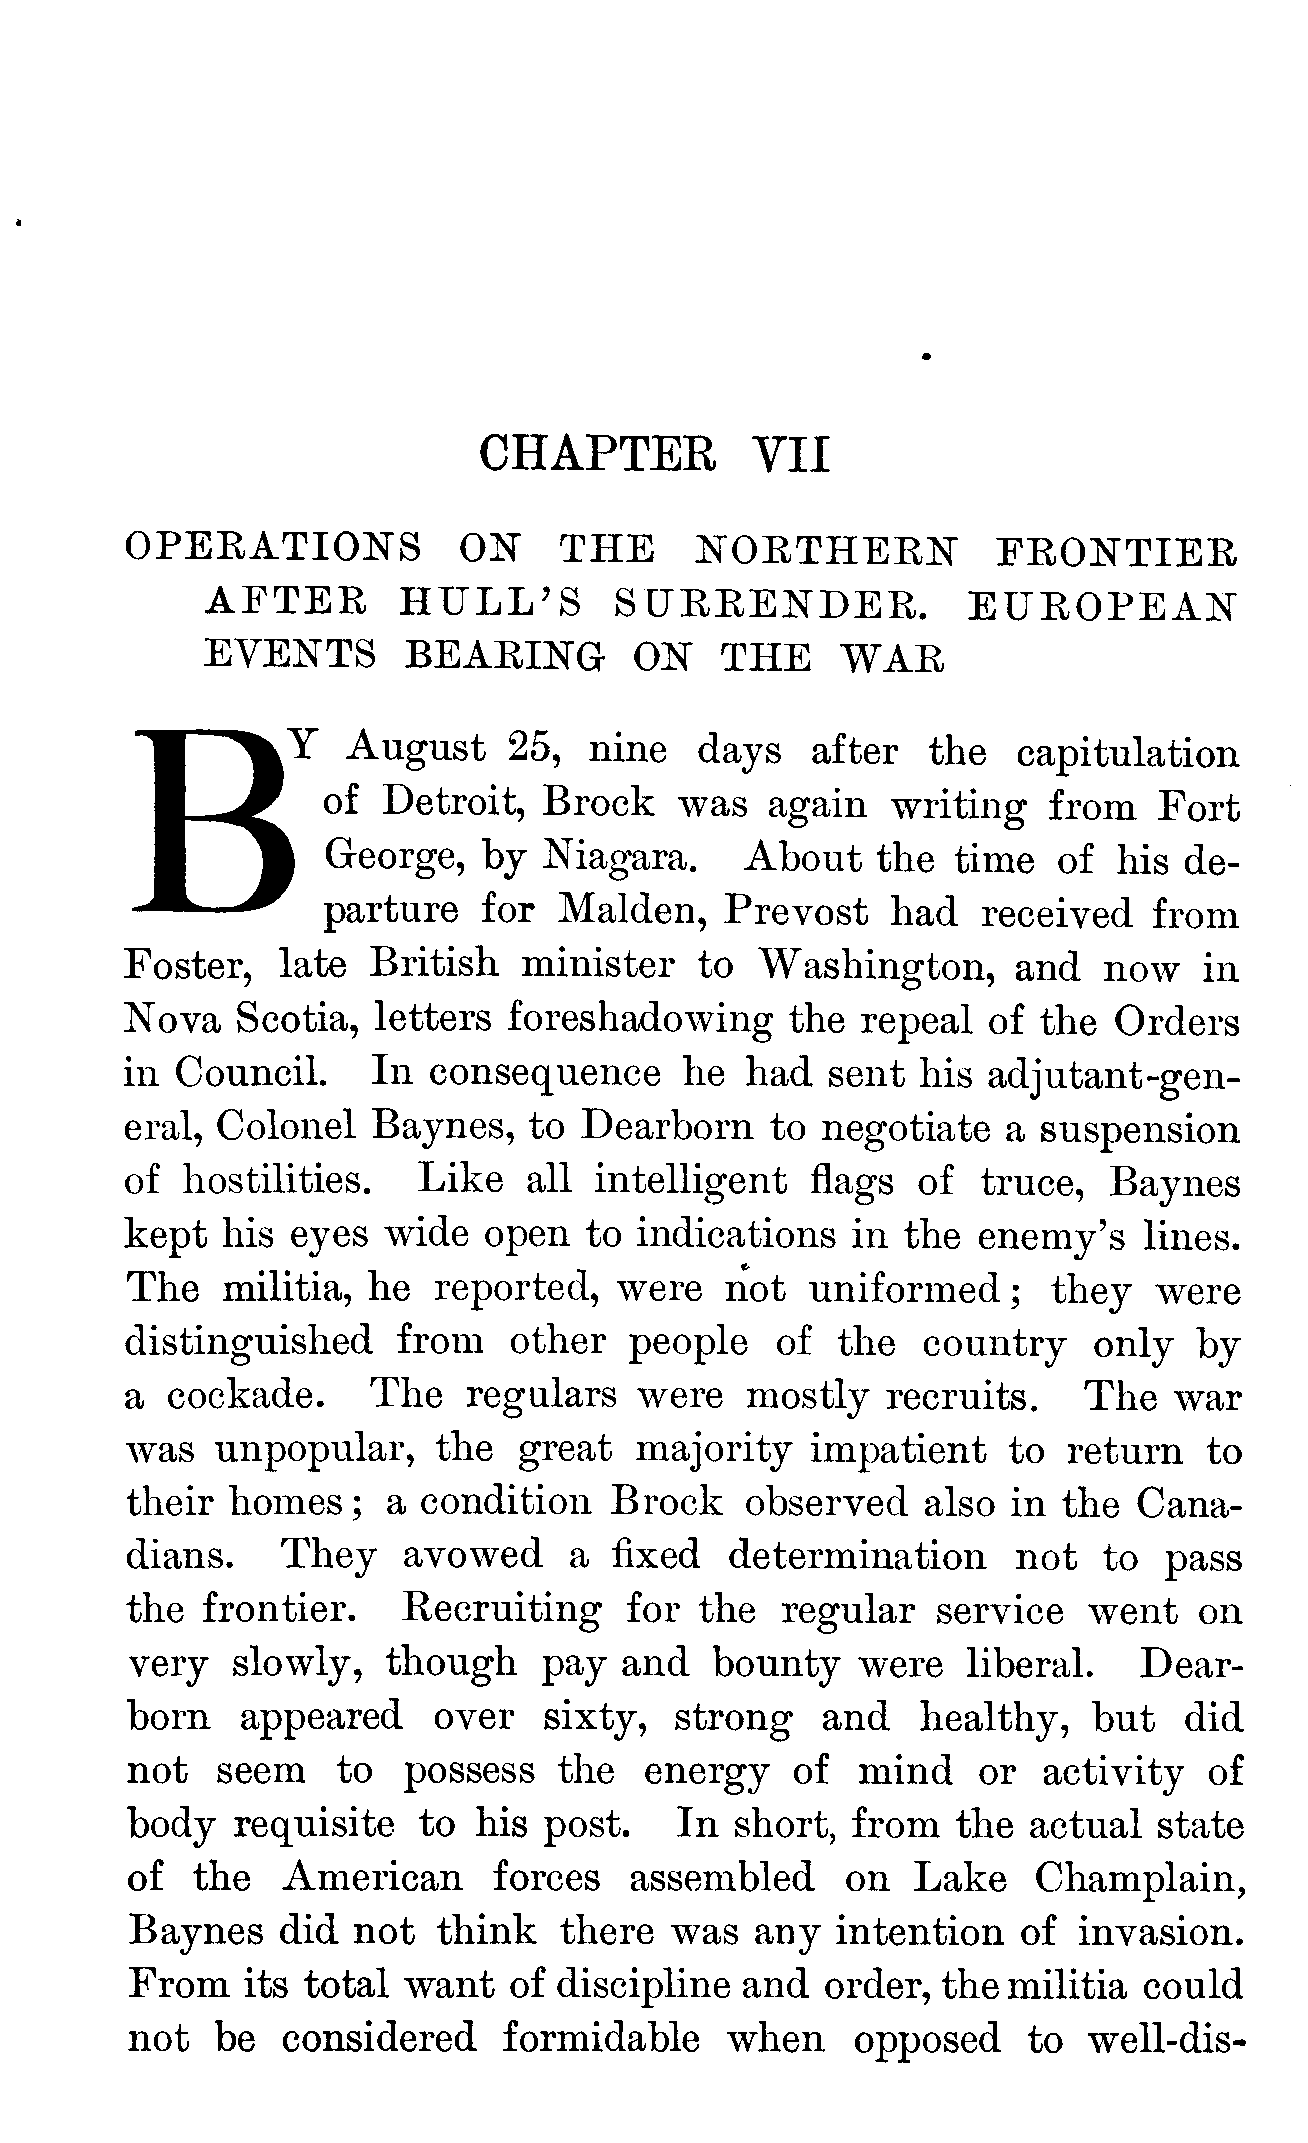 CHAPTER VII
OPERATIONS ON THE NORTHERN FRONTIER
AFTER HULL'S SURRENDER. EUROPEAN
EVENTS BEARING ON THE WAR
BY August 25, nine days after the capitulation
of Detroit, Brock was again writing from Fort
George, by Niagara. About the time of his de-
parture for Malden, Prevost had received from
Foster, late British minister to Washington, and now in
Nova Scotia, letters foreshadowing the repeal of the Orders
in Council. In consequence he had sent his adjutant-gen-
eral, Colonel Baynes, to Dearborn to negotiate a suspension
of hostilities. Like all intelligent flags of truce, Baynes
kept his eyes wide open to indications in the enemy's lines.
The militia, he reported, were not uniformed; they were
distinguished from other people of the country only by
a cockade. The regulars were mostly recruits. The war
was unpopular, the great majority impatient to return to
their homes; a condition Brock observed also in the Cana-
dians. They avowed a fixed determination not to pass
the frontier. Recruiting for the regular service went on
very slowly, though pay and bounty were liberal. Dear-
born appeared over sixty, strong and healthy, but did
not seem to possess the energy of mind or activity of
body requisite to his post. In short, from the actual state
of the American forces assembled on Lake Champlain,
Baynes did not think there was any intention of invasion.
From its total want of discipline and order, the militia could
not be considered formidable when opposed to well-dis-